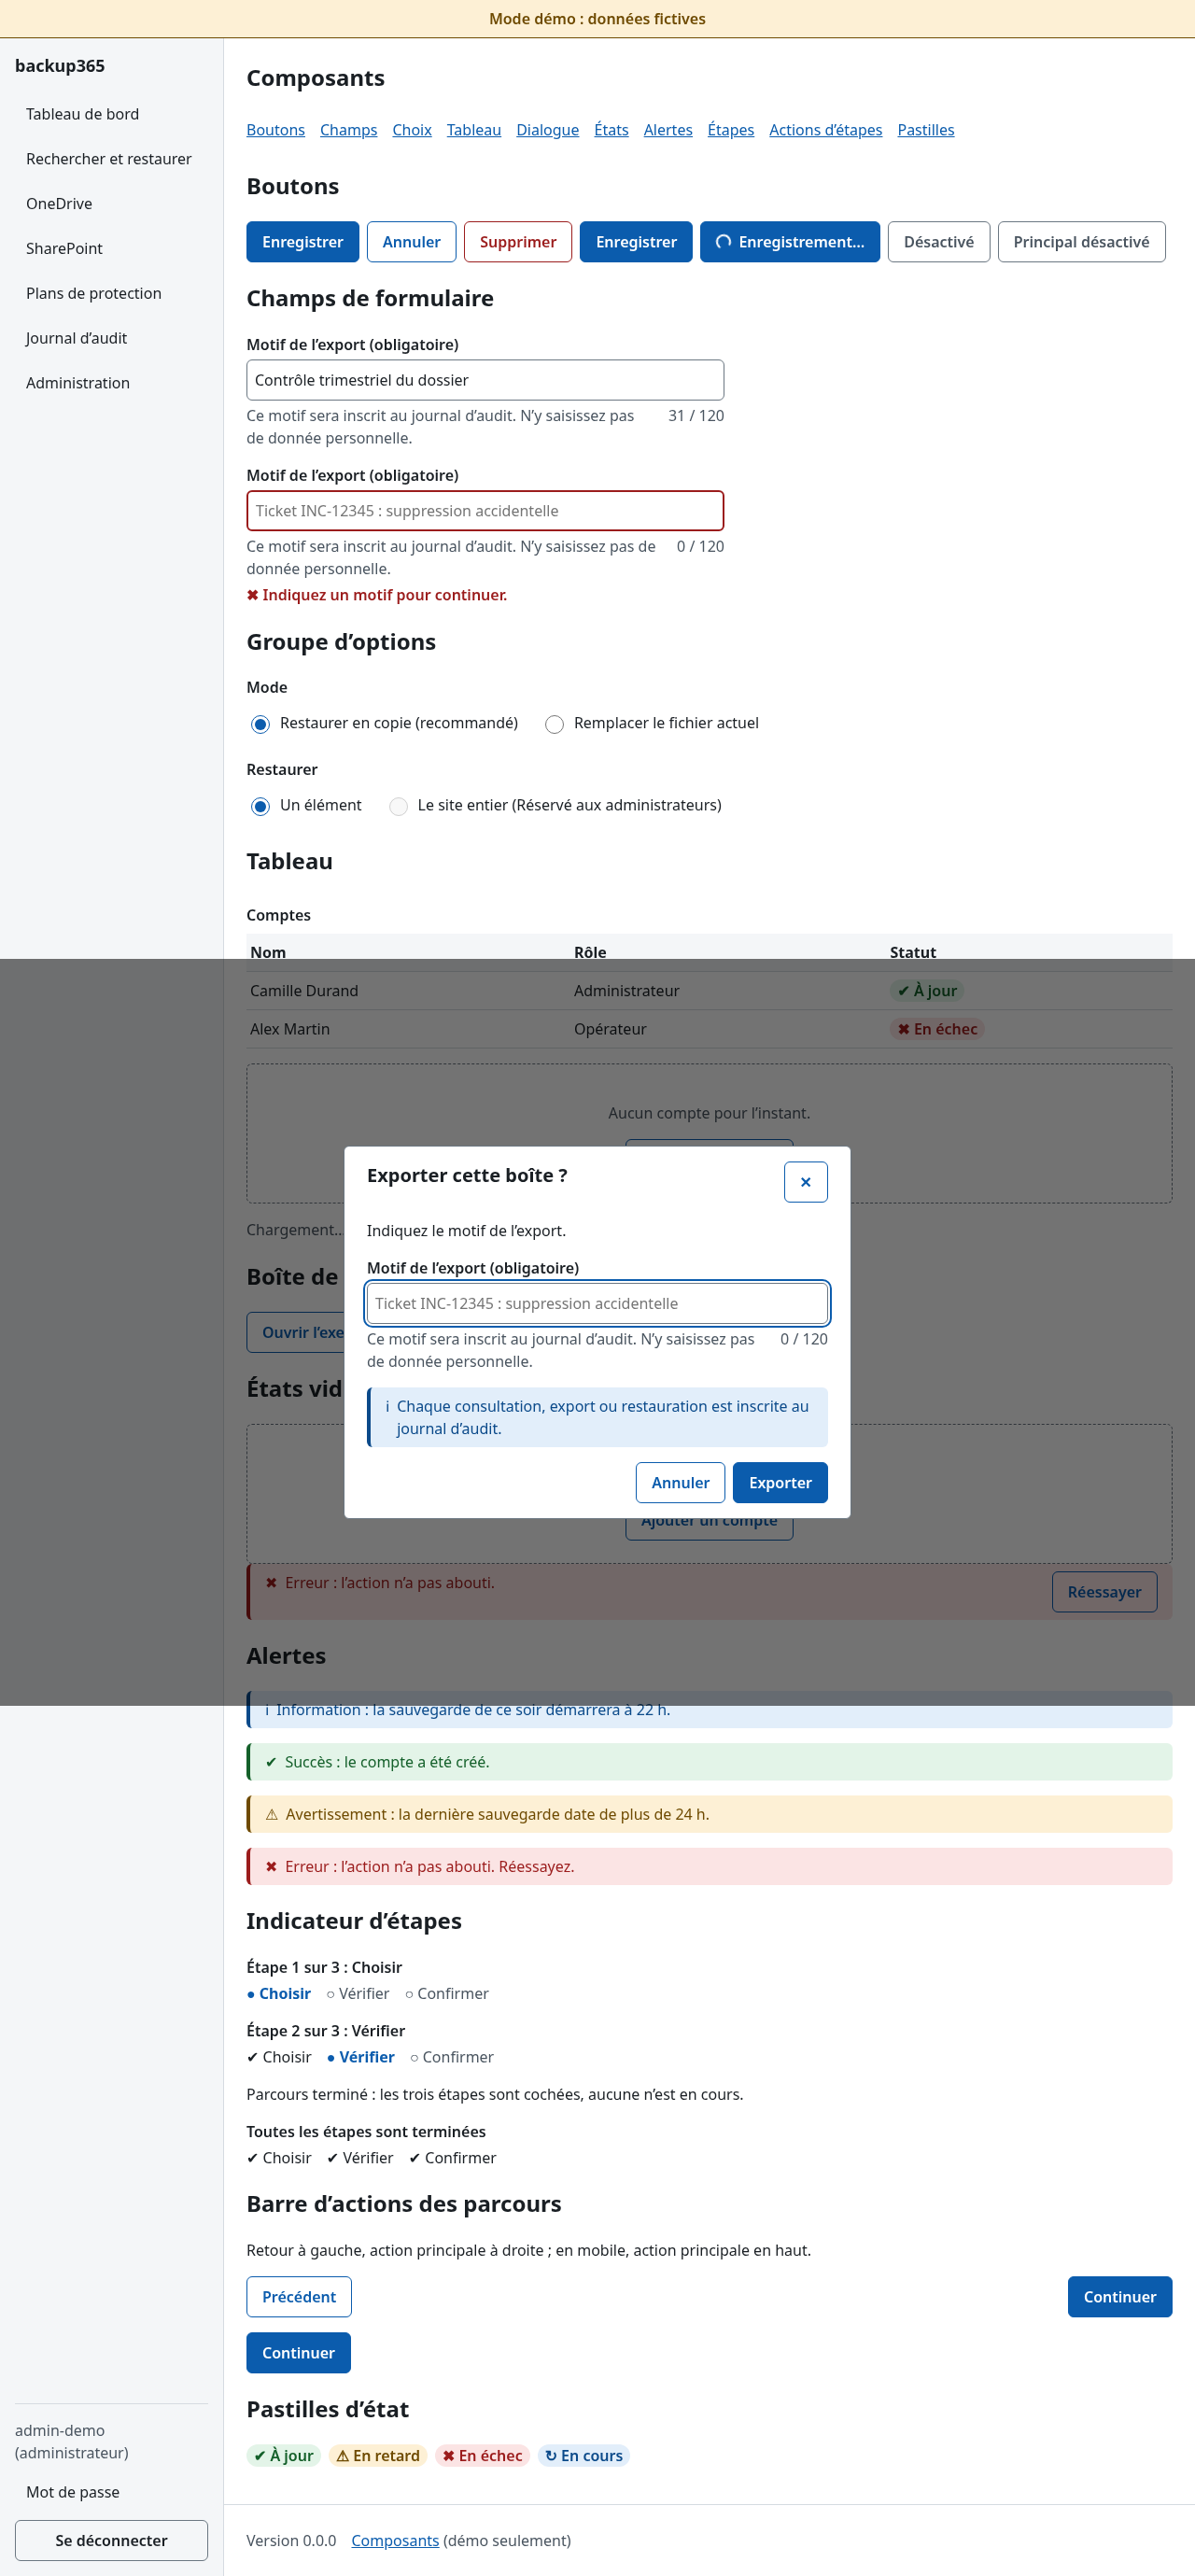 Mode démo : données fictives
backup365
Tableau de bord
Rechercher et restaurer
OneDrive
SharePoint
Plans de protection
Journal d’audit
Administration
Composants
Boutons Champs Choix Tableau Dialogue États Alertes Étapes Actions d’étapes Pastilles
Boutons
Enregistrer Annuler Supprimer Enregistrer Enregistrement… Désactivé Principal désactivé
Champs de formulaire
Motif de l’export (obligatoire)
Contrôle trimestriel du dossier
Ce motif sera inscrit au journal d’audit. N’y saisissez pas 31 / 120
de donnée personnelle.
Motif de l’export (obligatoire)
Ticket INC-12345 : suppression accidentelle
Ce motif sera inscrit au journal d’audit. N’y saisissez pas de 0 / 120
donnée personnelle.
✖ Indiquez un motif pour continuer.
Groupe d’options
Mode
Restaurer en copie (recommandé) Remplacer le fichier actuel
Restaurer
Un élément Le site entier (Réservé aux administrateurs)
Tableau
Comptes
Nom Rôle Statut
Camille Durand Administrateur ✔ À jour
Alex Martin Opérateur ✖ En échec
Aucun compte pour l’instant.
Chargement…
Boîte de
Ouvrir l’exe
États vid
Exporter cette boîte ? ✕
Indiquez le motif de l’export.
Motif de l’export (obligatoire)
Ticket INC-12345 : suppression accidentelle
Ce motif sera inscrit au journal d’audit. N’y saisissez pas 0 / 120
de donnée personnelle.
i Chaque consultation, export ou restauration est inscrite au
journal d’audit.
Annuler Exporter
Ajouter un compte
✖ Erreur : l’action n’a pas abouti. Réessayer
Alertes
i Information : la sauvegarde de ce soir démarrera à 22 h.
✔ Succès : le compte a été créé.
⚠ Avertissement : la dernière sauvegarde date de plus de 24 h.
✖ Erreur : l’action n’a pas abouti. Réessayez.
Indicateur d’étapes
Étape 1 sur 3 : Choisir
● Choisir ○ Vérifier ○ Confirmer
Étape 2 sur 3 : Vérifier
✔ Choisir ● Vérifier ○ Confirmer
Parcours terminé : les trois étapes sont cochées, aucune n’est en cours.
Toutes les étapes sont terminées
✔ Choisir ✔ Vérifier ✔ Confirmer
Barre d’actions des parcours
Retour à gauche, action principale à droite ; en mobile, action principale en haut.
Précédent Continuer
Continuer
Pastilles d’état
✔ À jour ⚠ En retard ✖ En échec ↻ En cours
admin-demo
(administrateur)
Mot de passe
Se déconnecter
Version 0.0.0 Composants (démo seulement)